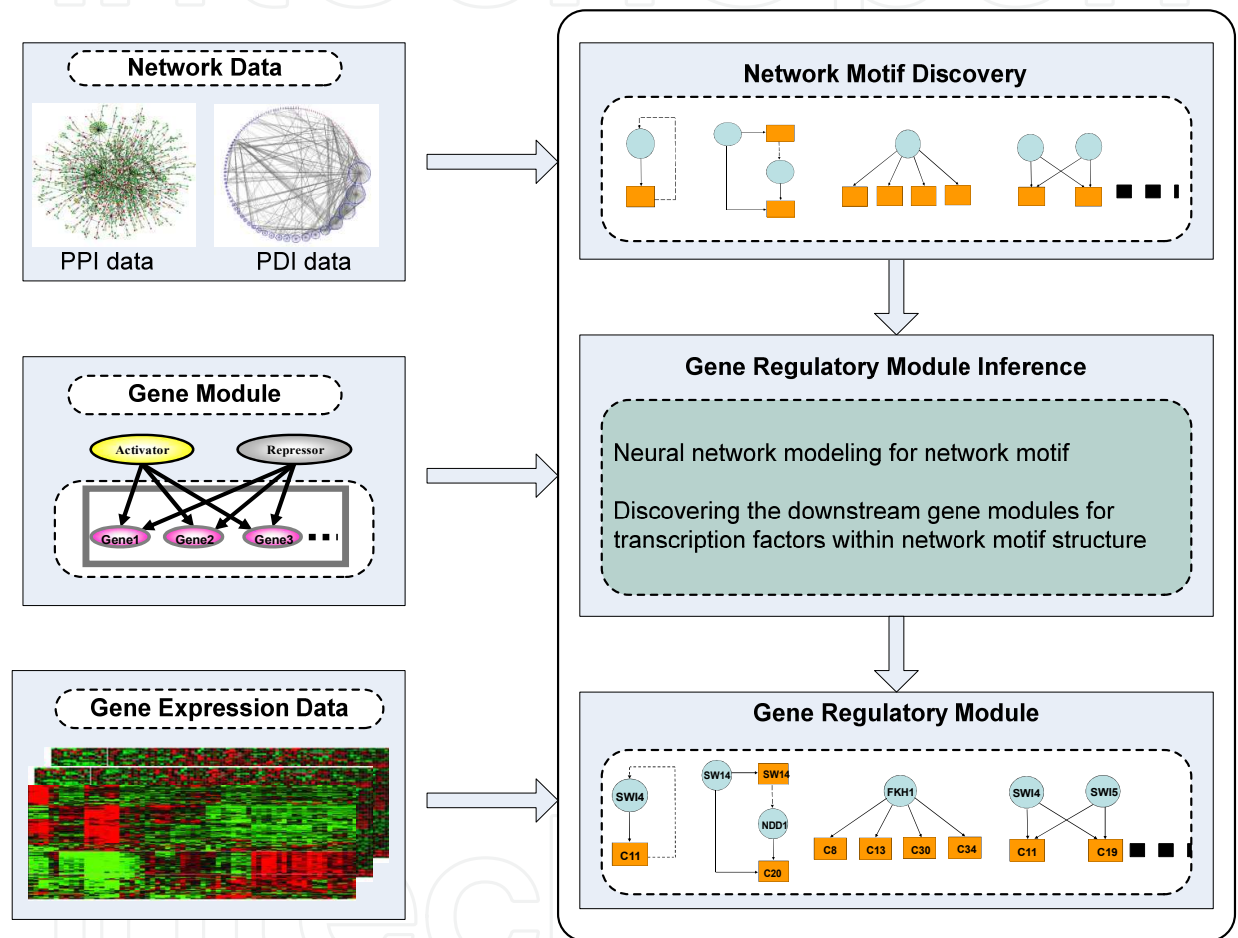 Network Data
PPI data
PDI data
Gene Module
Activator
Repressor
Gene1
Gene2
Gene3
Gene Expression Data
Network Motif Discovery
Gene Regulatory Module Inference
Neural network modeling for network motif
Discovering the downstream gene modules for
transcription factors within network motif structure
Gene Regulatory Module
SWI4
C11
SW14
SW14
NDD1
C20
FKH1
C8
C13
C30
C34
SWI4
SWI5
C11
C19